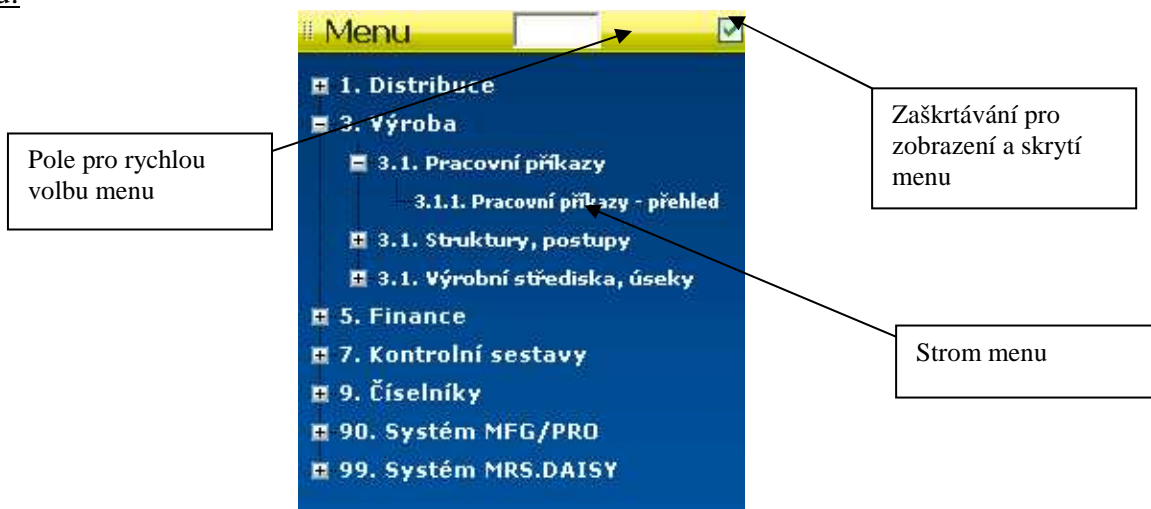 Menu
1. Distribuce
3. Výroba
3.1. Pracovní příkazy
3.1.1. Pracovní příkazy - přehled
3.1. Struktury, postupy
3.1. Výrobní střediska, úseky
5. Finance
7. Kontrolní sestavy
9. Číselníky
90. Systém MFG/PRO
99. Systém MRS.DAISY
Pole pro rychlou
volbu menu
Zaškrtávání pro
zobrazení a skrytí
menu
Strom menu